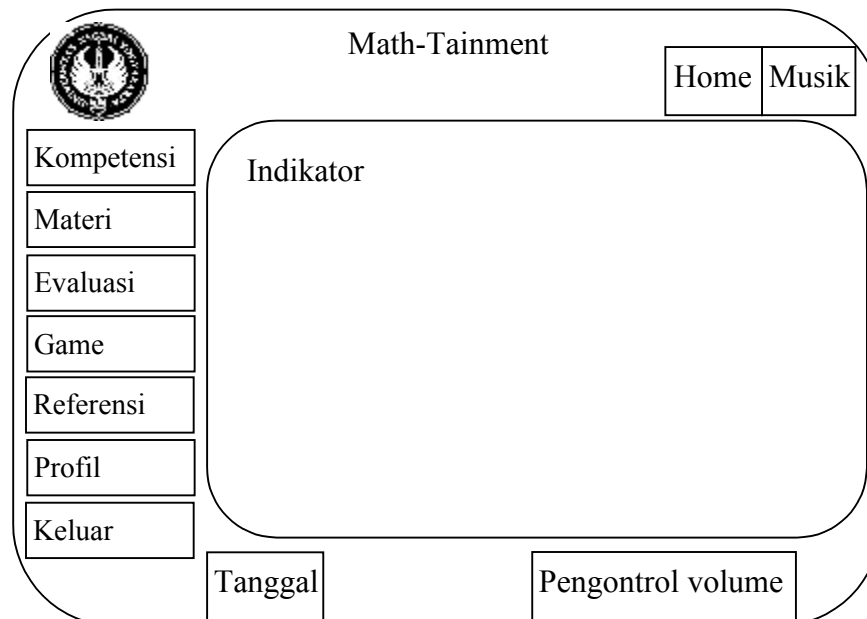 Math-Tainment
Home Musik
Kompetensi
Indikator
Materi
Evaluasi
Game
Referensi
Profil
Keluar
Tanggal
Pengontrol volume